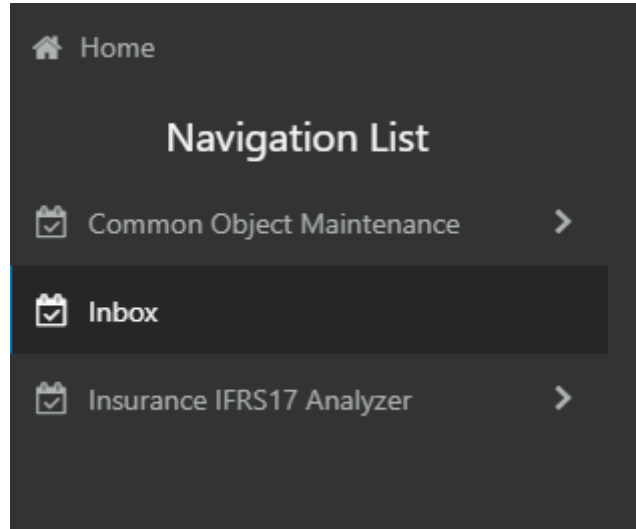 Home
Navigation List
Common Object Maintenance
Inbox
Insurance IFRS17 Analyzer